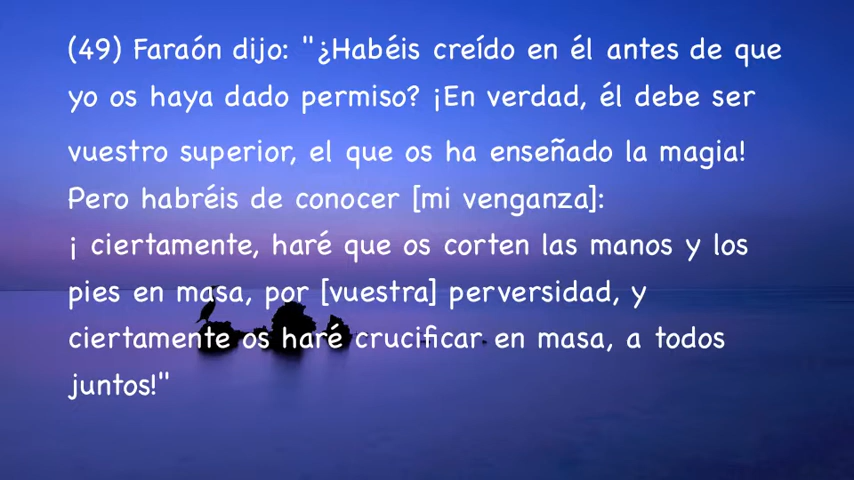 (49) Faraón dijo: "¿Habéis creído en él antes de que
yo os haya dado permiso? ¡En verdad, él debe ser
vuestro superior, el que os ha enseñado la magia!
Pero habréis de conocer [mi venganza]:
¡ ciertamente, haré que os corten las manos y los
pies en masa, por [vuestra] perversidad, y
ciertamente os haré crucificar en masa, a todos
juntos!"